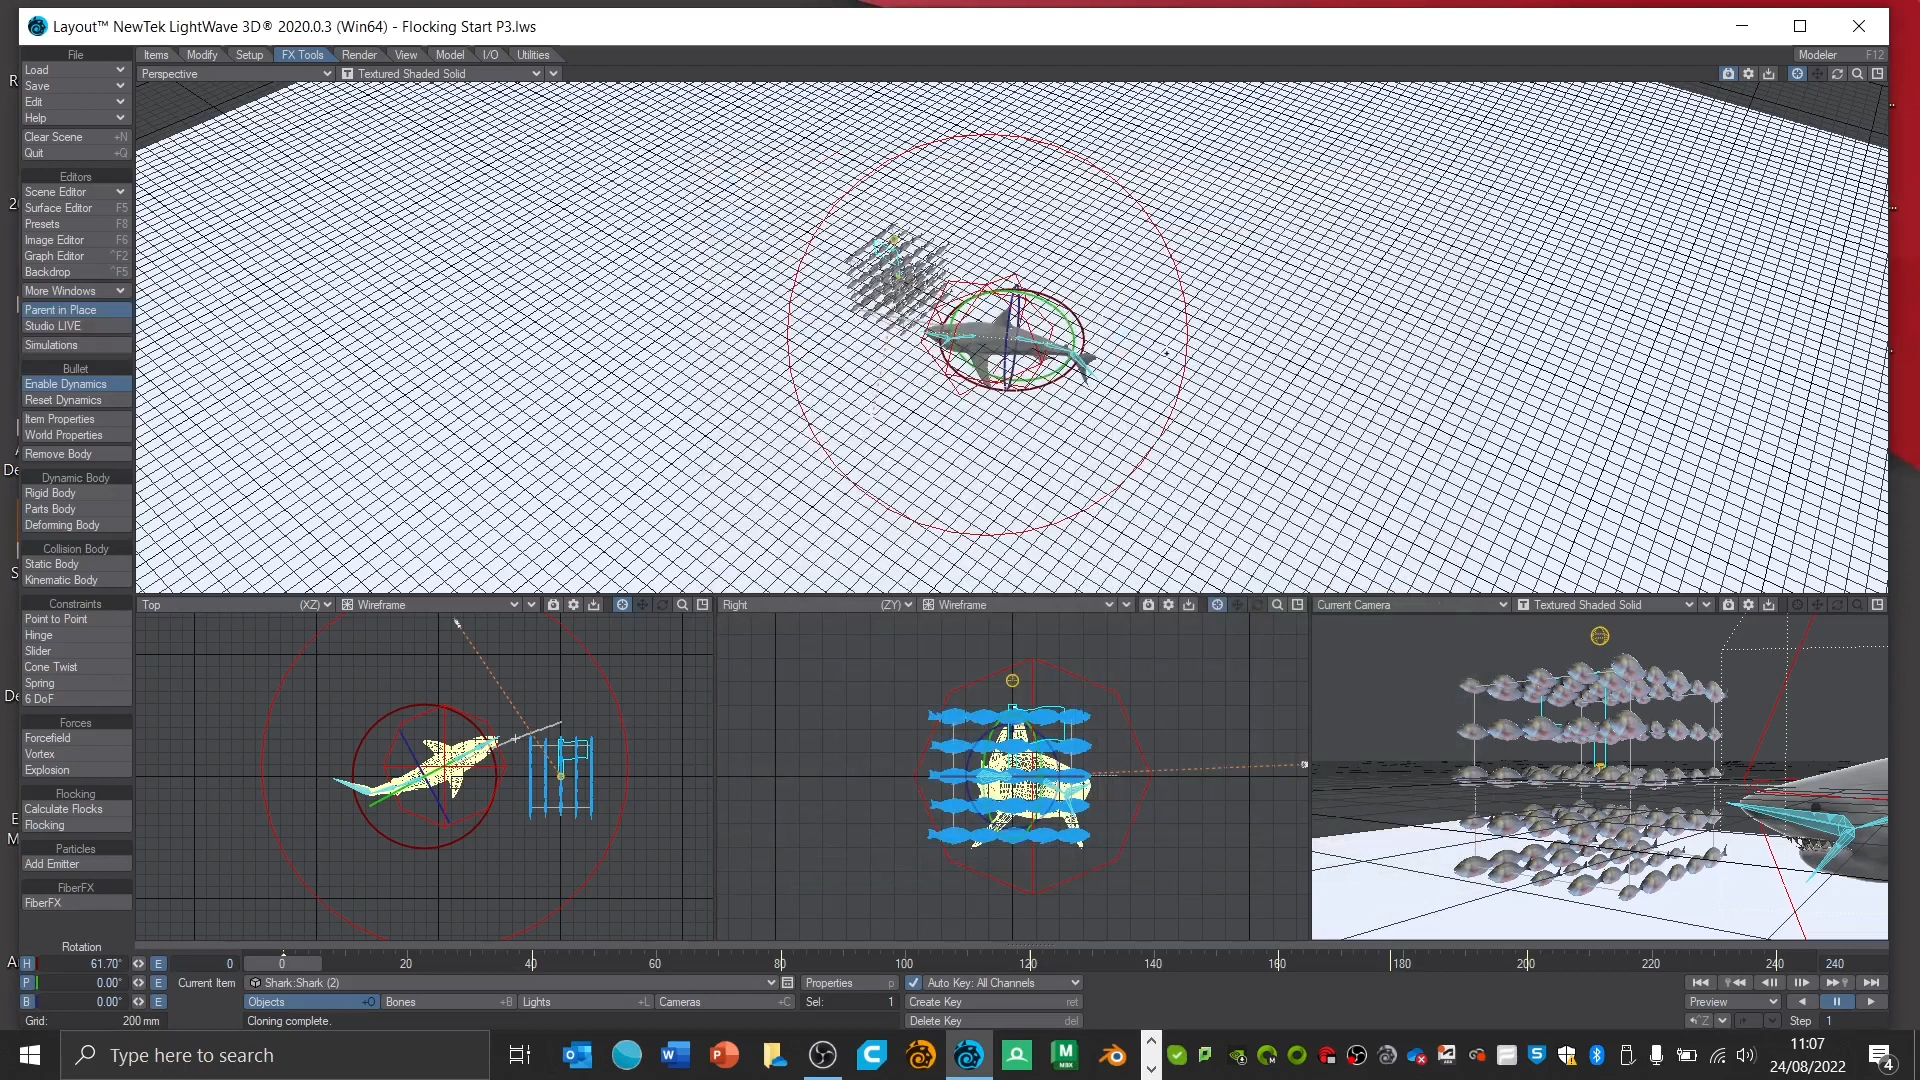 Layout™ NewTek LightWave 3D® 2020.0.3 (Win64) - Flocking Start P3.lws
File Items Modify Setup FX Tools Render View Model I/O Utilities Modeler F12
Load Perspective Textured Shaded Solid
Save
Edit
Help
Clear Scene +N
Quit +Q
Editors
Scene Editor
Surface Editor F5
Presets F8
Image Editor F6
Graph Editor ^F2
Backdrop ^F5
More Windows
Parent in Place
Studio LIVE
Simulations
Bullet
Enable Dynamics
Reset Dynamics
Item Properties
World Properties
Remove Body
Dynamic Body
Rigid Body
Parts Body
Deforming Body
Collision Body
Static Body
Kinematic Body
Constraints
Top (XZ) Wireframe Right (ZY) Wireframe Current Camera Textured Shaded Solid
Point to Point
Hinge
Slider
Cone Twist
Spring
6 DoF
Forces
Forcefield
Vortex
Explosion
Flocking
Calculate Flocks
Flocking
Particles
Add Emitter
FiberFX
FiberFX
Rotation
H 61.70° E 0 0 20 40 60 80 100 120 140 160 180 200 220 240 240
P 0.00° E Current Item Shark:Shark (2) Properties p Auto Key: All Channels
B 0.00° E Objects +O Bones +B Lights +L Cameras +C Sel: 1 Create Key ret Preview
Grid: 200 mm Cloning complete. Delete Key del ^Z Step 1
Type here to search
11:07
24/08/2022
4